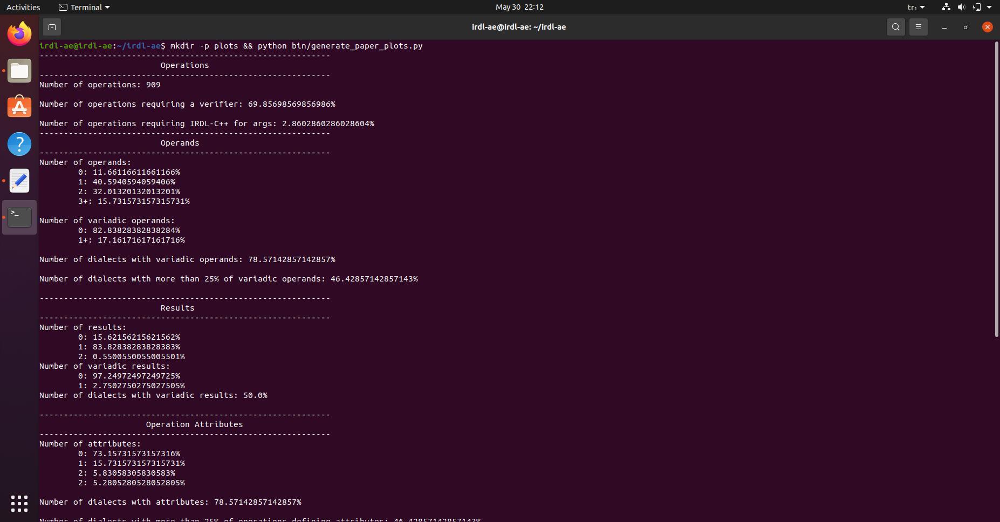 Activities Terminal May 30 22:12 tr₁
irdl-ae@irdl-ae: ~/irdl-ae
irdl-ae@irdl-ae:~/irdl-ae$ mkdir -p plots && python bin/generate_paper_plots.py
------------------------------------------------------------
Operations
------------------------------------------------------------
Number of operations: 909
Number of operations requiring a verifier: 69.85698569856986%
Number of operations requiring IRDL-C++ for args: 2.8602860286028604%
------------------------------------------------------------
Operands
------------------------------------------------------------
Number of operands:
0: 11.66116611661166%
1: 40.5940594059406%
2: 32.01320132013201%
3+: 15.731573157315731%
Number of variadic operands:
0: 82.83828382838284%
1+: 17.16171617161716%
Number of dialects with variadic operands: 78.57142857142857%
Number of dialects with more than 25% of variadic operands: 46.42857142857143%
------------------------------------------------------------
Results
------------------------------------------------------------
Number of results:
0: 15.62156215621562%
1: 83.82838283828383%
2: 0.5500550055005501%
Number of variadic results:
0: 97.24972497249725%
1: 2.7502750275027505%
Number of dialects with variadic results: 50.0%
------------------------------------------------------------
Operation Attributes
------------------------------------------------------------
Number of attributes:
0: 73.15731573157316%
1: 15.731573157315731%
2: 5.83058305830583%
2: 5.2805280528052805%
Number of dialects with attributes: 78.57142857142857%
Number of dialects with more than 25% of operations defining attributes: 46.42857142857143%